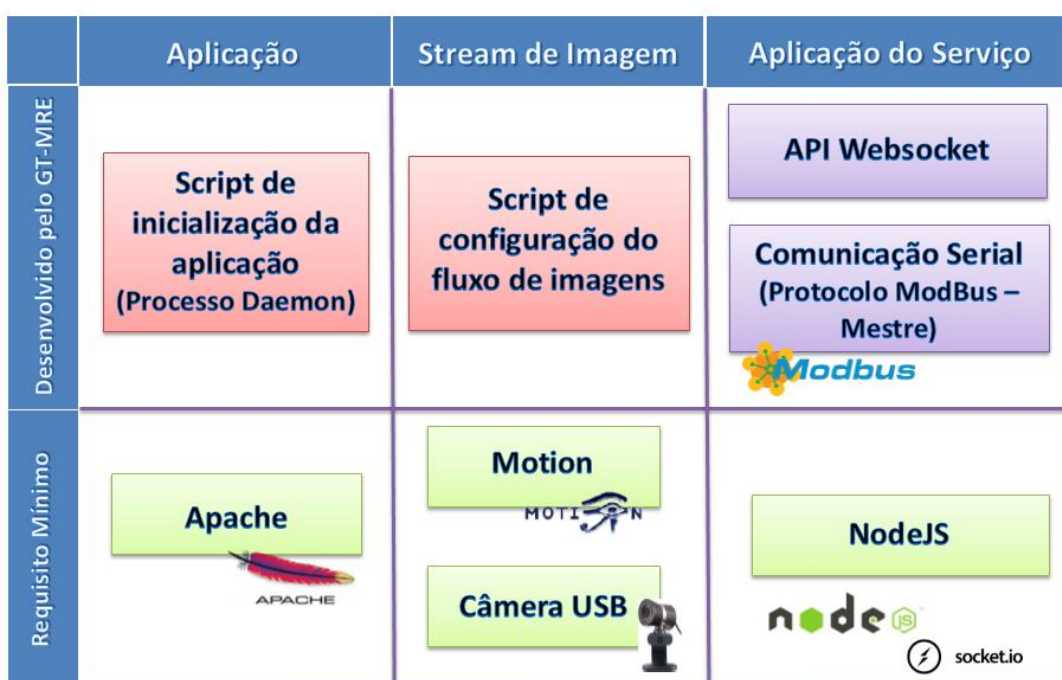 Aplicação
Stream de Imagem
Aplicação do Serviço
Desenvolvido pelo GT-MRE
Script de
inicialização da
aplicação
(Processo Daemon)
Script de
configuração do
fluxo de imagens
API Websocket
Comunicação Serial
(Protocolo ModBus –
Mestre)
Modbus
Requisito Mínimo
Apache
APACHE
Motion
MOTI N
Câmera USB
NodeJS
node JS
socket.io